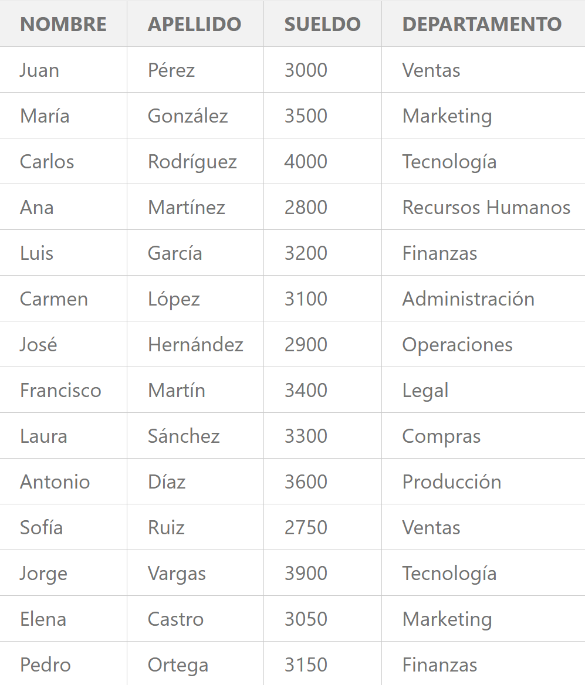 NOMBRE APELLIDO SUELDO DEPARTAMENTO
Juan Pérez 3000 Ventas
María González 3500 Marketing
Carlos Rodríguez 4000 Tecnología
Ana Martínez 2800 Recursos Humanos
Luis García 3200 Finanzas
Carmen López 3100 Administración
José Hernández 2900 Operaciones
Francisco Martín 3400 Legal
Laura Sánchez 3300 Compras
Antonio Díaz 3600 Producción
Sofía Ruiz 2750 Ventas
Jorge Vargas 3900 Tecnología
Elena Castro 3050 Marketing
Pedro Ortega 3150 Finanzas